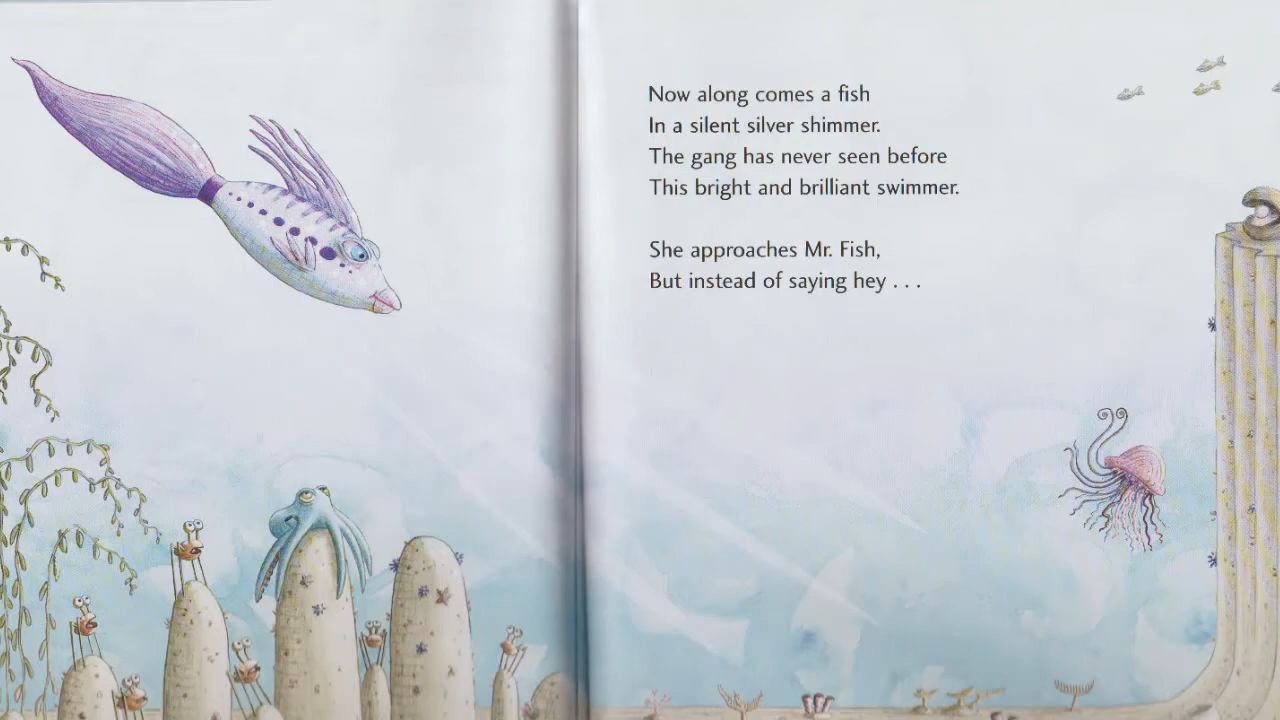 Now along comes a fish
In a silent silver shimmer.
The gang has never seen before
This bright and brilliant swimmer.
She approaches Mr. Fish,
But instead of saying hey . . .